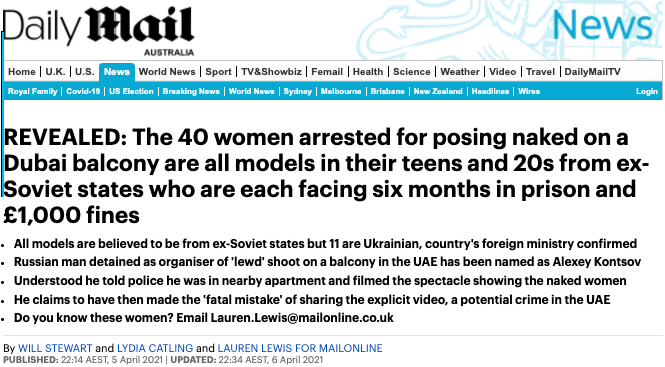 Daily Mail
AUSTRALIA
News
Home | U.K. | U.S. | News | World News | Sport | TV&Showbiz | Femail | Health | Science | Weather | Video | Travel | DailyMailTV
Royal Family | Covid-19 | US Election | Breaking News | World News | Sydney | Melbourne | Brisbane | New Zealand | Headlines | Wires Login
REVEALED: The 40 women arrested for posing naked on a
Dubai balcony are all models in their teens and 20s from ex-
Soviet states who are each facing six months in prison and
£1,000 fines
• All models are believed to be from ex-Soviet states but 11 are Ukrainian, country's foreign ministry confirmed
• Russian man detained as organiser of 'lewd' shoot on a balcony in the UAE has been named as Alexey Kontsov
• Understood he told police he was in nearby apartment and filmed the spectacle showing the naked women
• He claims to have then made the 'fatal mistake' of sharing the explicit video, a potential crime in the UAE
• Do you know these women? Email Lauren.Lewis@mailonline.co.uk
By WILL STEWART and LYDIA CATLING and LAUREN LEWIS FOR MAILONLINE
PUBLISHED: 22:14 AEST, 5 April 2021 | UPDATED: 22:34 AEST, 6 April 2021